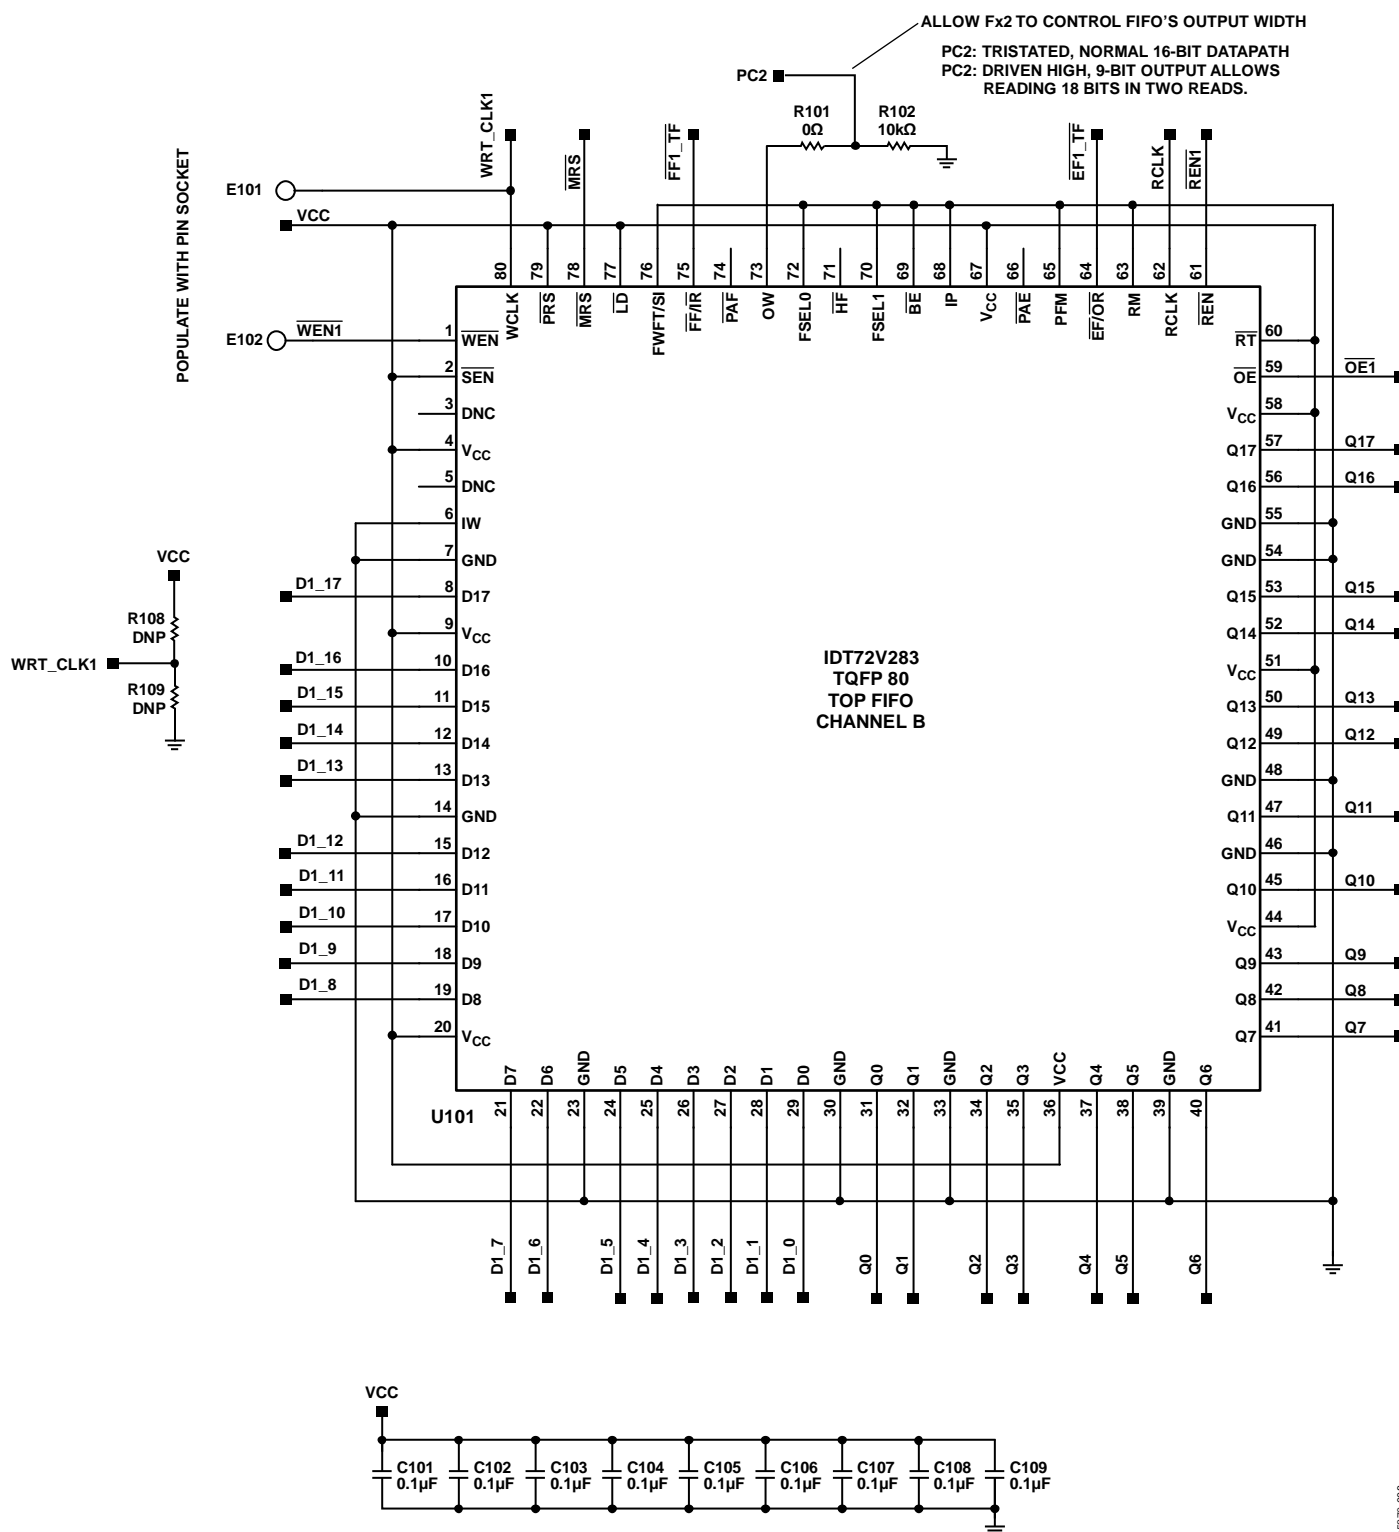 ALLOW Fx2 TO CONTROL FIFO'S OUTPUT WIDTH
PC2: TRISTATED, NORMAL 16-BIT DATAPATH
PC2: DRIVEN HIGH, 9-BIT OUTPUT ALLOWS
READING 18 BITS IN TWO READS.
PC2
R101
0Ω
R102
10kΩ
WRT_CLK1
MRS
FF1_TF
EF1_TF
RCLK
REN1
POPULATE WITH PIN SOCKET
E101
VCC
E102
WEN1
80
79
78
77
76
75
74
73
72
71
70
69
68
67
66
65
64
63
62
61
WCLK
PRS
MRS
LD
FWFT/SI
FF/IR
PAF
OW
FSEL0
HF
FSEL1
BE
IP
VCC
PAE
PFM
EF/OR
RM
RCLK
REN
1 WEN
2 SEN
3 DNC
4 VCC
5 DNC
6 IW
7 GND
D1_17 8 D17
9 VCC
D1_16 10 D16
D1_15 11 D15
D1_14 12 D14
D1_13 13 D13
14 GND
D1_12 15 D12
D1_11 16 D11
D1_10 17 D10
D1_9 18 D9
D1_8 19 D8
20 VCC
VCC
R108
DNP
WRT_CLK1
R109
DNP
IDT72V283
TQFP 80
TOP FIFO
CHANNEL B
RT 60
OE 59 OE1
VCC 58
Q17 57 Q17
Q16 56 Q16
GND 55
GND 54
Q15 53 Q15
Q14 52 Q14
VCC 51
Q13 50 Q13
Q12 49 Q12
GND 48
Q11 47 Q11
GND 46
Q10 45 Q10
VCC 44
Q9 43 Q9
Q8 42 Q8
Q7 41 Q7
D7
D6
GND
D5
D4
D3
D2
D1
D0
GND
Q0
Q1
GND
Q2
Q3
VCC
Q4
Q5
GND
Q6
U101
21
22
23
24
25
26
27
28
29
30
31
32
33
34
35
36
37
38
39
40
D1_7
D1_6
D1_5
D1_4
D1_3
D1_2
D1_1
D1_0
Q0
Q1
Q2
Q3
Q4
Q5
Q6
VCC
C101
0.1µF
C102
0.1µF
C103
0.1µF
C104
0.1µF
C105
0.1µF
C106
0.1µF
C107
0.1µF
C108
0.1µF
C109
0.1µF